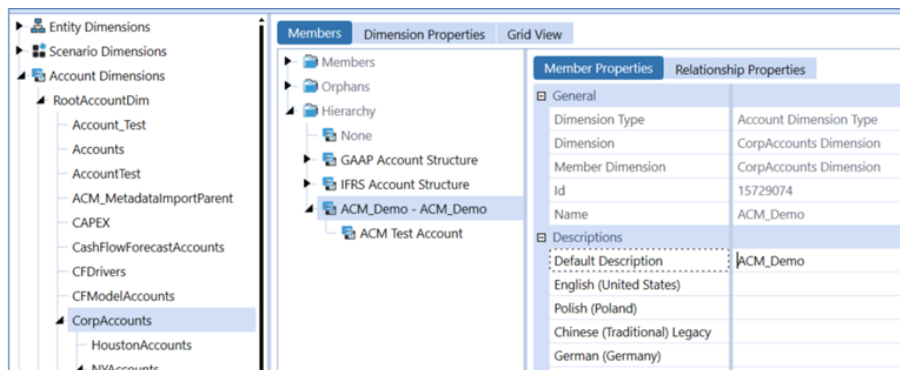 Entity Dimensions
Scenario Dimensions
Account Dimensions
RootAccountDim
Account_Test
Accounts
AccountTest
ACM_MetadataImportParent
CAPEX
CashFlowForecastAccounts
CFDrivers
CFModelAccounts
CorpAccounts
HoustonAccounts
NYAccounts
Members Dimension Properties Grid View
Members
Orphans
Hierarchy
None
GAAP Account Structure
IFRS Account Structure
ACM_Demo - ACM_Demo
ACM Test Account
Member Properties Relationship Properties
General
Dimension Type Account Dimension Type
Dimension CorpAccounts Dimension
Member Dimension CorpAccounts Dimension
Id 15729074
Name ACM_Demo
Descriptions
Default Description ACM_Demo
English (United States)
Polish (Poland)
Chinese (Traditional) Legacy
German (Germany)